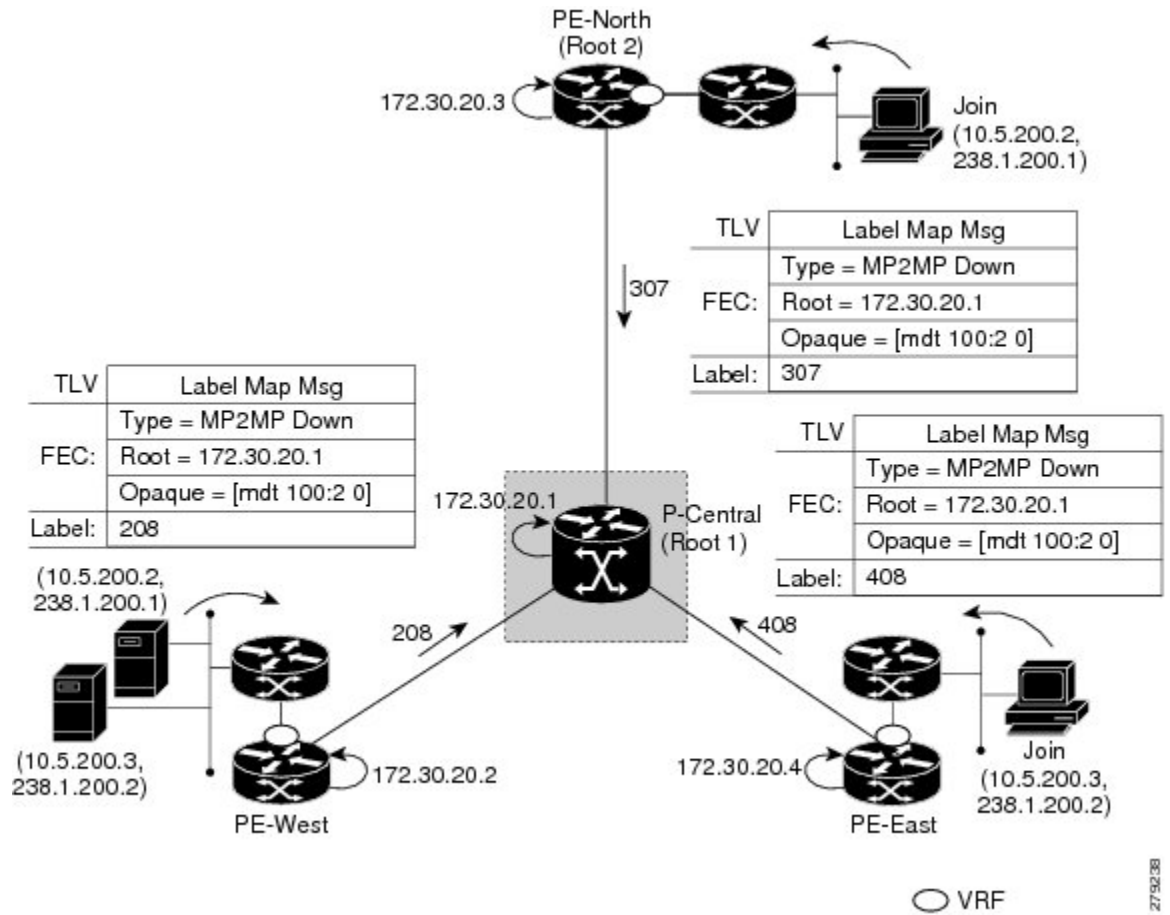 PE-North
(Root 2)
172.30.20.3
Join
(10.5.200.2,
238.1.200.1)
TLV Label Map Msg
Type = MP2MP Down
FEC: Root = 172.30.20.1
Opaque = [mdt 100:2 0]
Label: 307
307
TLV Label Map Msg
Type = MP2MP Down
FEC: Root = 172.30.20.1
Opaque = [mdt 100:2 0]
Label: 208
TLV Label Map Msg
Type = MP2MP Down
FEC: Root = 172.30.20.1
Opaque = [mdt 100:2 0]
Label: 408
172.30.20.1
P-Central
(Root 1)
(10.5.200.2,
238.1.200.1)
208
408
(10.5.200.3,
238.1.200.2)
172.30.20.2
PE-West
172.30.20.4
PE-East
Join
(10.5.200.3,
238.1.200.2)
VRF
279238